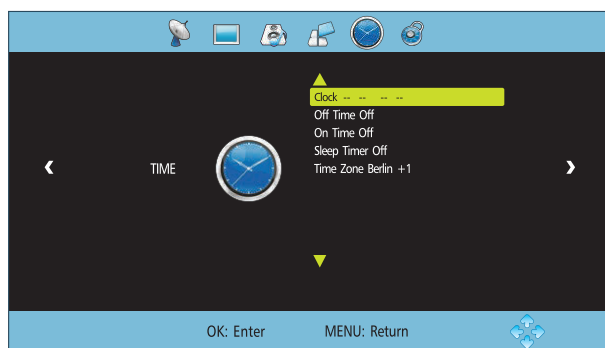 Clock -- -- -- --
Off Time Off
On Time Off
Sleep Timer Off
TIME
Time Zone Berlin +1
OK: Enter MENU: Return